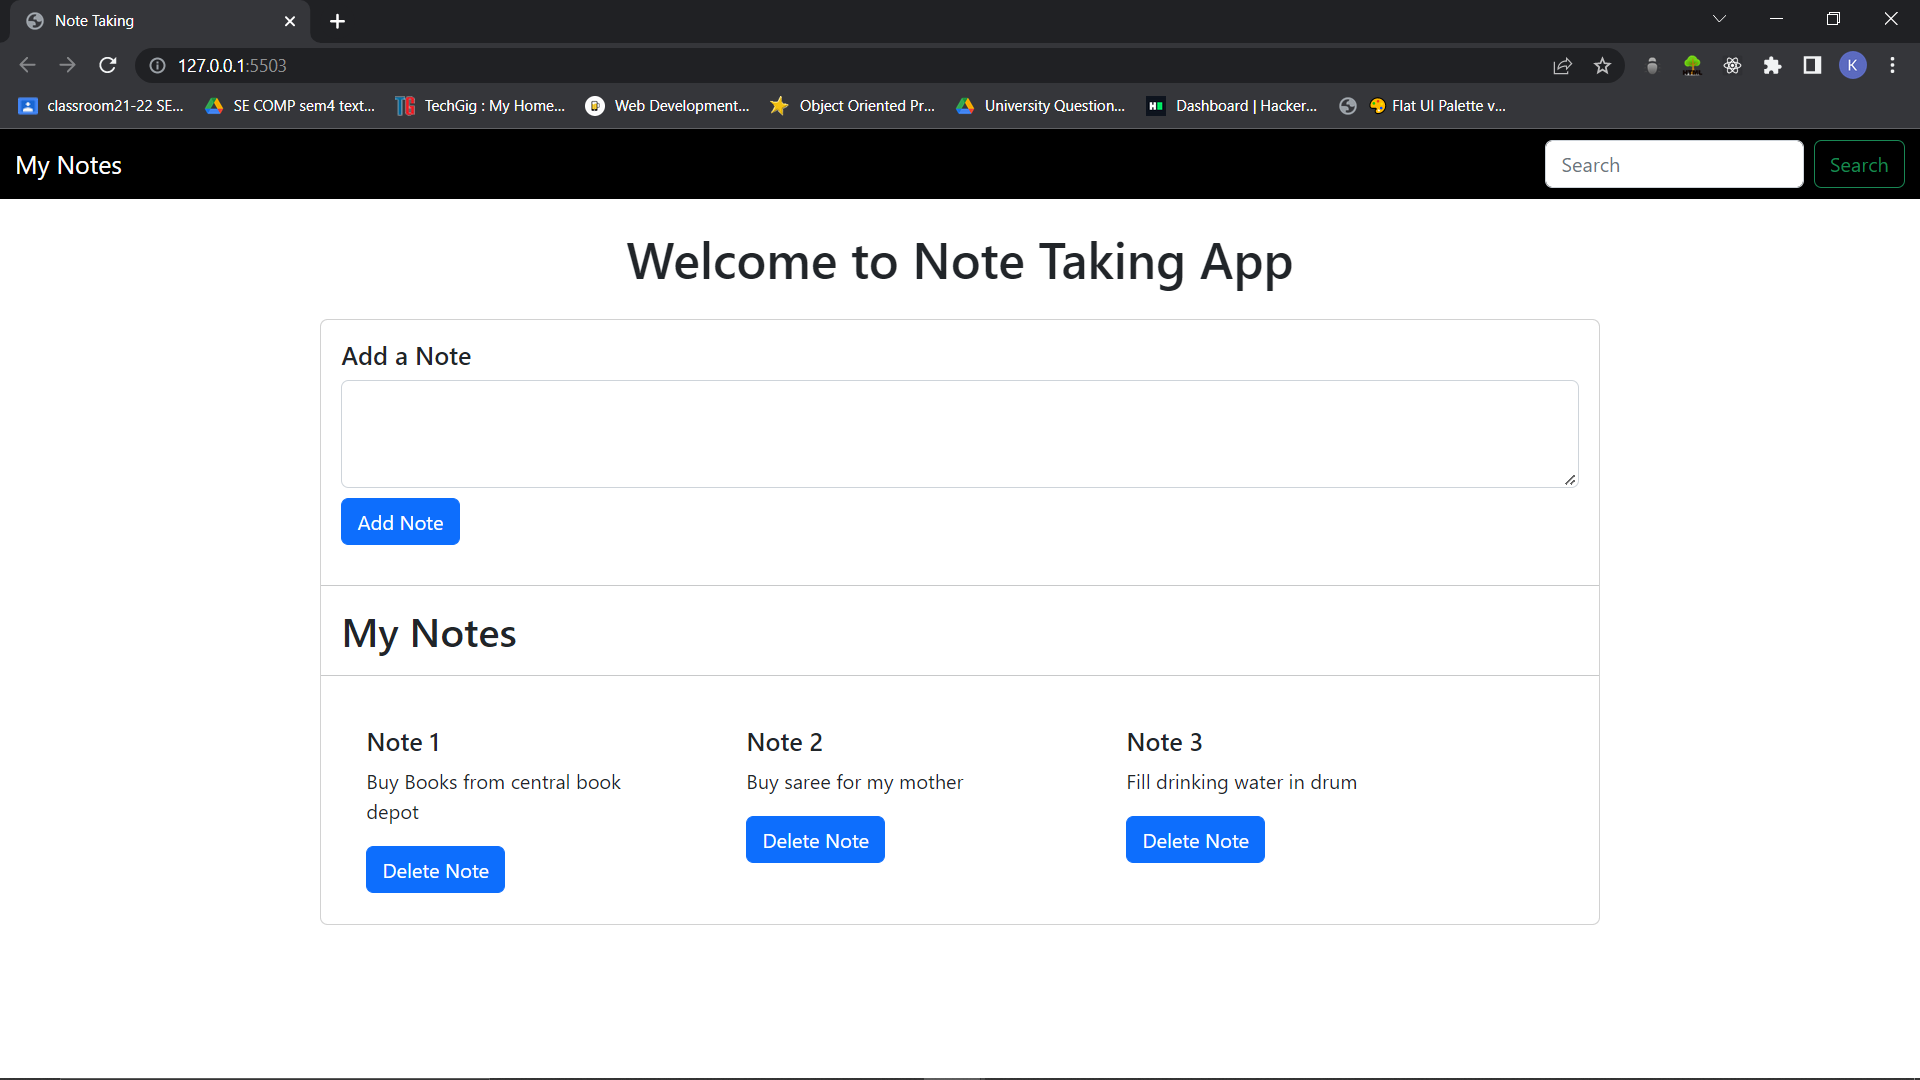 Note Taking
127.0.0.1:5503
K
classroom21-22 SE...
SE COMP sem4 text...
TG
TechGig : My Home...
Web Development...
Object Oriented Pr...
University Question...
Dashboard | Hacker...
Flat UI Palette v...
My Notes
Search
Search
Welcome to Note Taking App
Add a Note
Add Note
My Notes
Note 1
Buy Books from central book
depot
Delete Note
Note 2
Buy saree for my mother
Delete Note
Note 3
Fill drinking water in drum
Delete Note